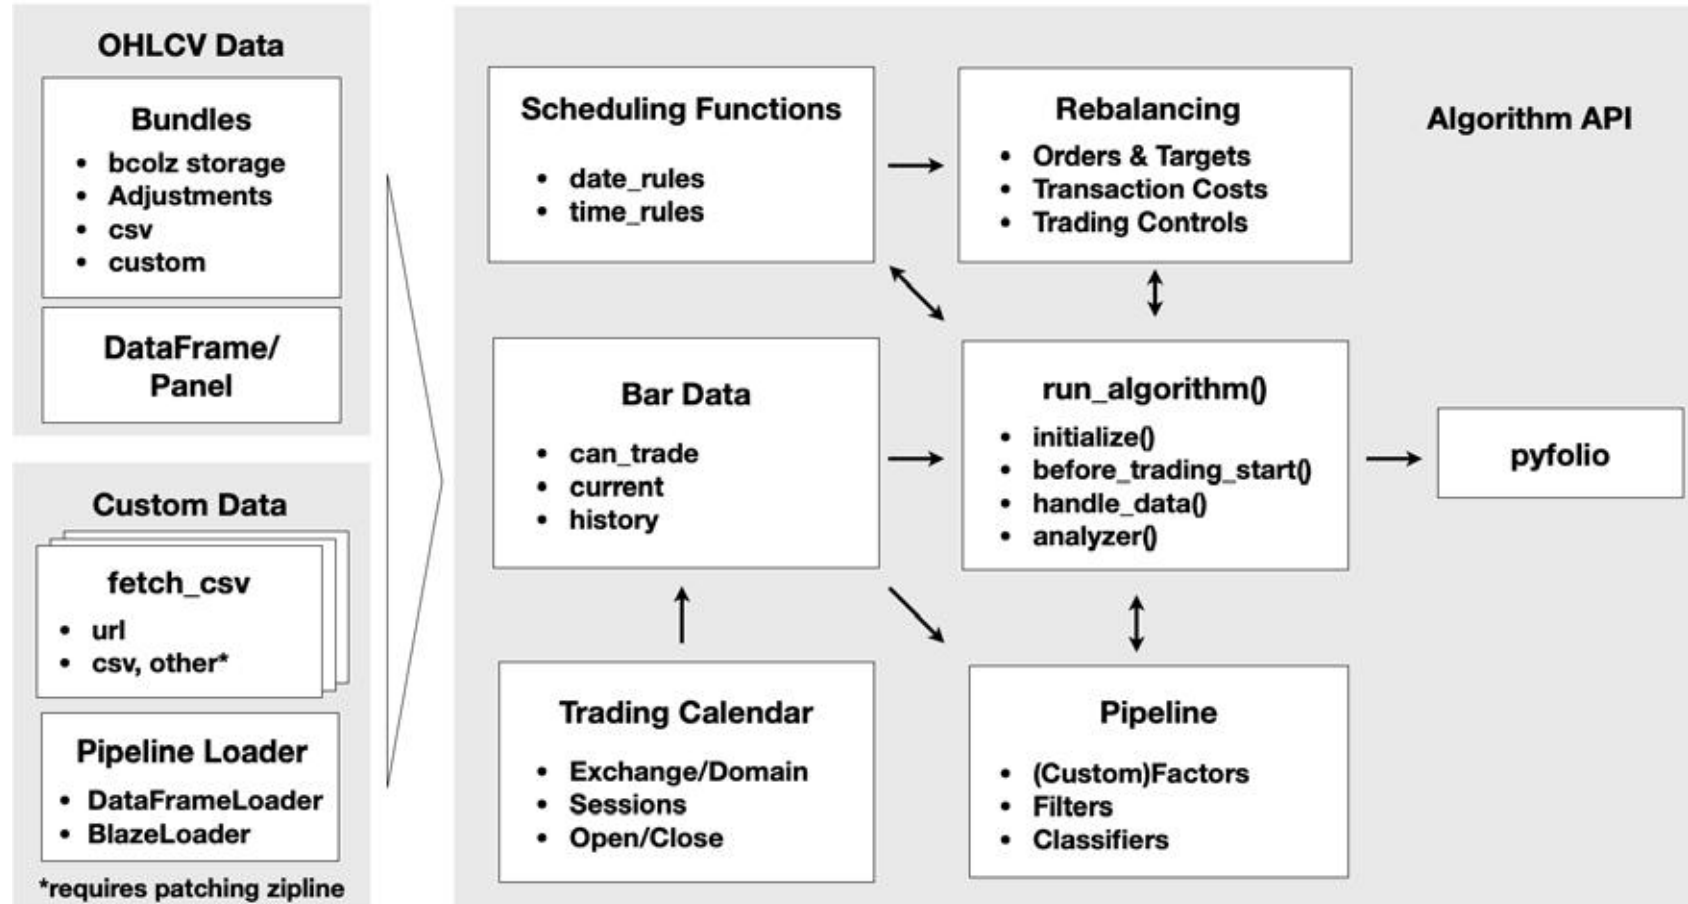 OHLCV Data
Bundles
• bcolz storage
• Adjustments
• csv
• custom
DataFrame/
Panel
Custom Data
fetch_csv
• url
• csv, other*
Pipeline Loader
• DataFrameLoader
• BlazeLoader
*requires patching zipline
Algorithm API
Scheduling Functions
• date_rules
• time_rules
Rebalancing
• Orders & Targets
• Transaction Costs
• Trading Controls
Bar Data
• can_trade
• current
• history
run_algorithm()
• initialize()
• before_trading_start()
• handle_data()
• analyzer()
pyfolio
Trading Calendar
• Exchange/Domain
• Sessions
• Open/Close
Pipeline
• (Custom)Factors
• Filters
• Classifiers